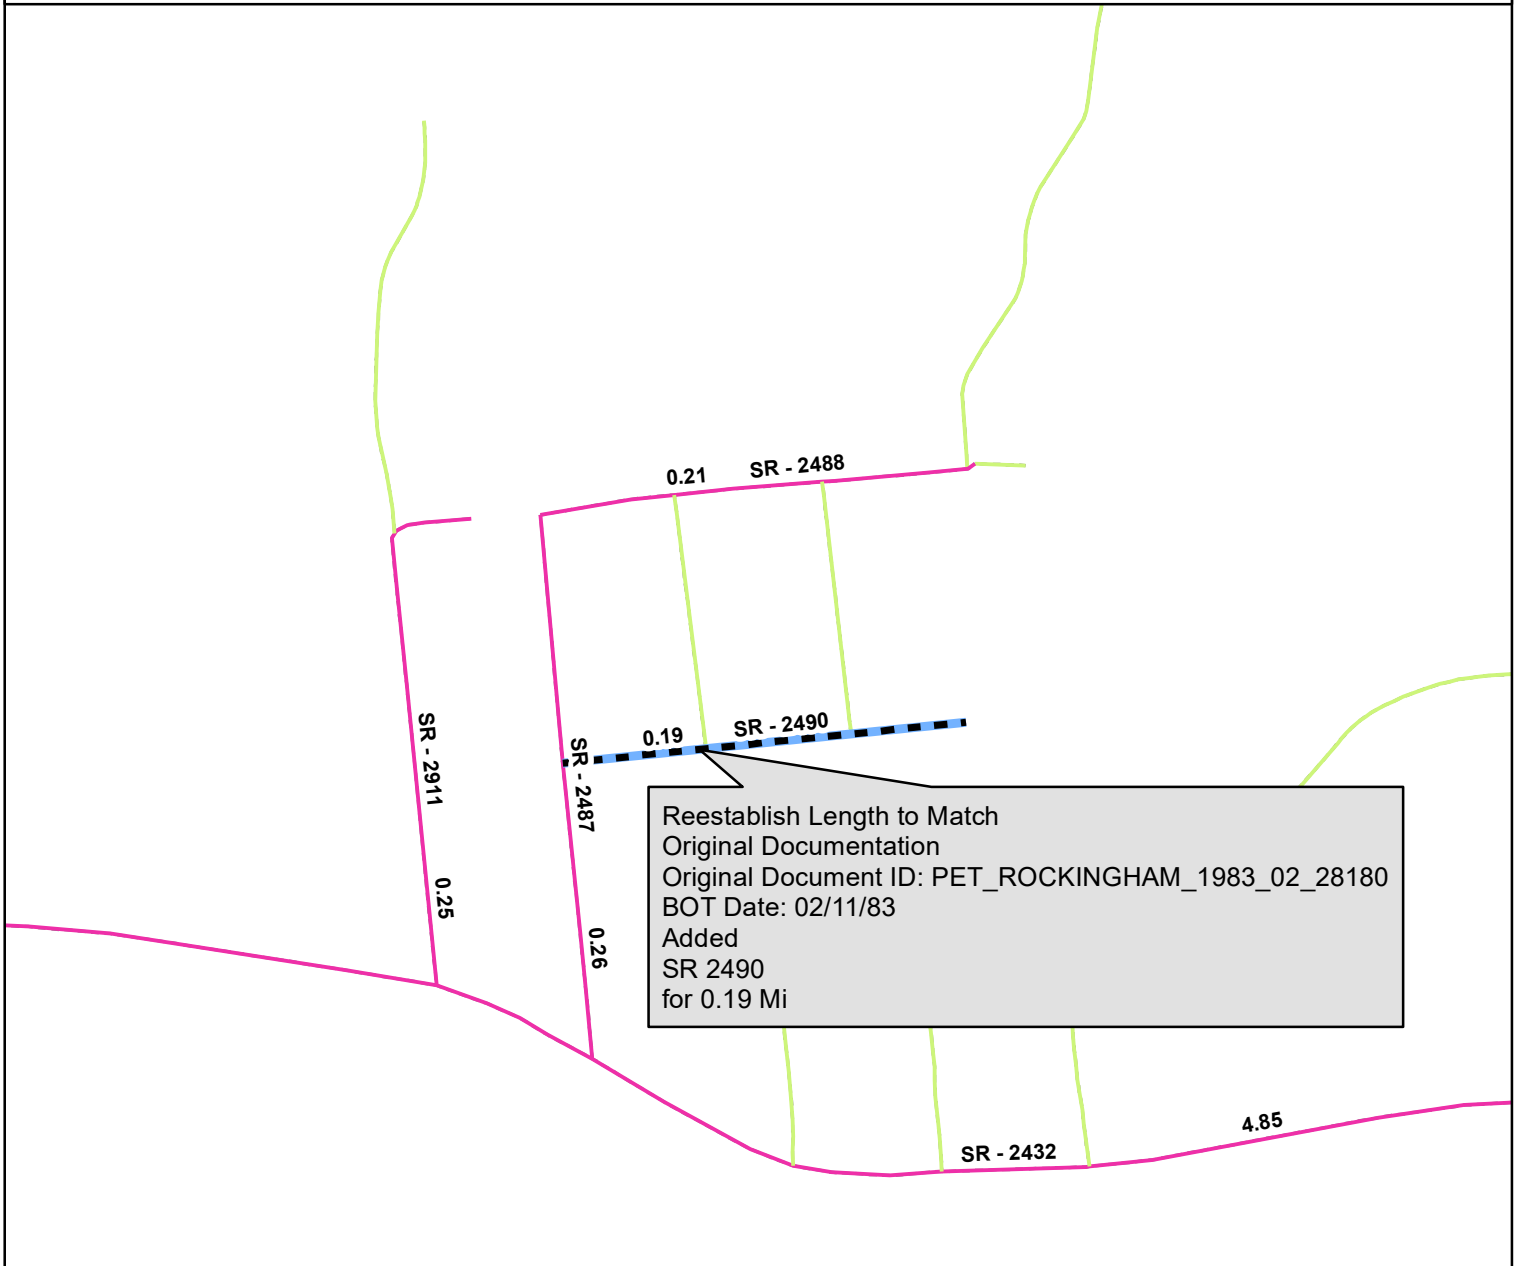 0.21
SR - 2488
0.19
SR - 2490
SR - 2911
SR - 2487
0.25
0.26
Reestablish Length to Match
Original Documentation
Original Document ID: PET_ROCKINGHAM_1983_02_28180
BOT Date: 02/11/83
Added
SR 2490
for 0.19 Mi
4.85
SR - 2432